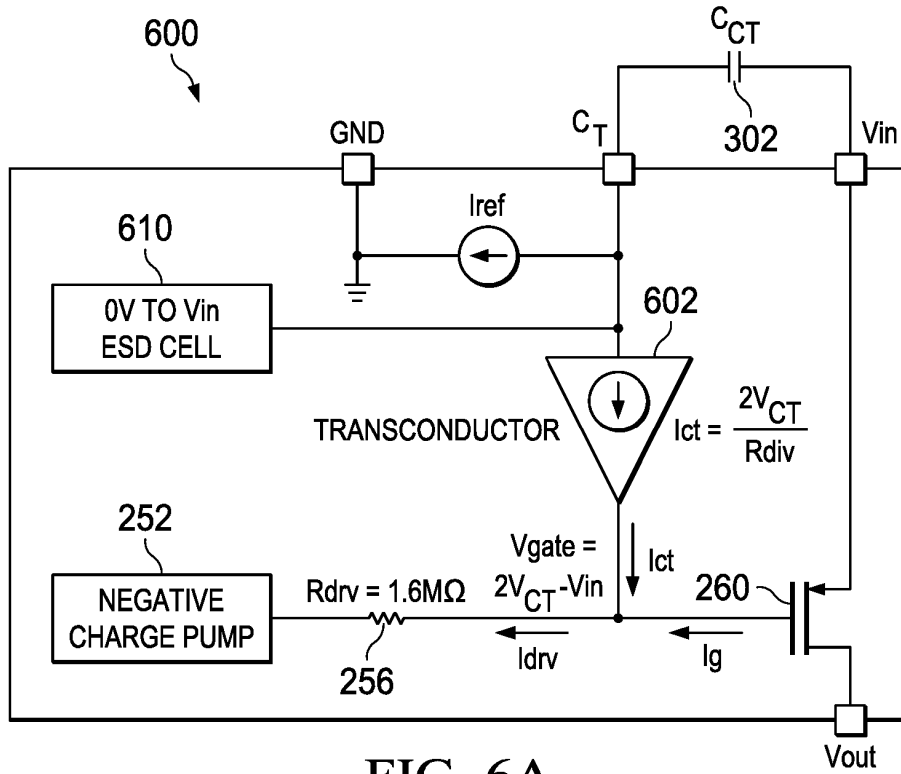 600
C_CT
302
GND
C_T
Vin
Iref
610
0V TO Vin
ESD CELL
602
TRANSCONDUCTOR
Ict = 2V_CT / Rdiv
252
NEGATIVE
CHARGE PUMP
Rdrv = 1.6MΩ
256
Vgate =
2V_CT-Vin
Ict
Idrv
Ig
260
Vout
FIG. 6A